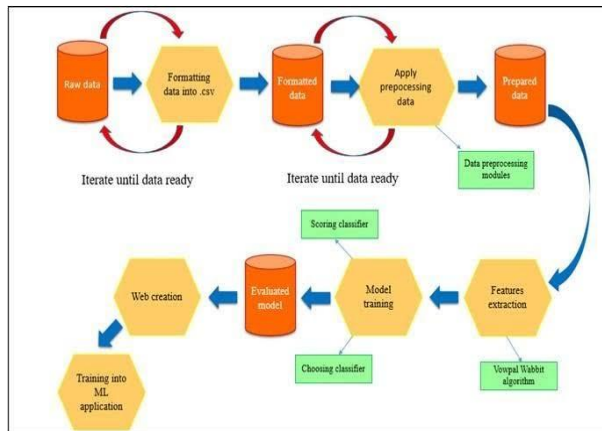 Raw data
Formatting
data into .csv
Formatted
data
Apply
prepocessing
data
Prepared
data
Iterate until data ready
Iterate until data ready
Data preprocessing
modules
Scoring classifier
Web creation
Evaluated
model
Model
training
Features
extraction
Training into
ML
application
Choosing classifier
Vowpal Wabbit
algorithm